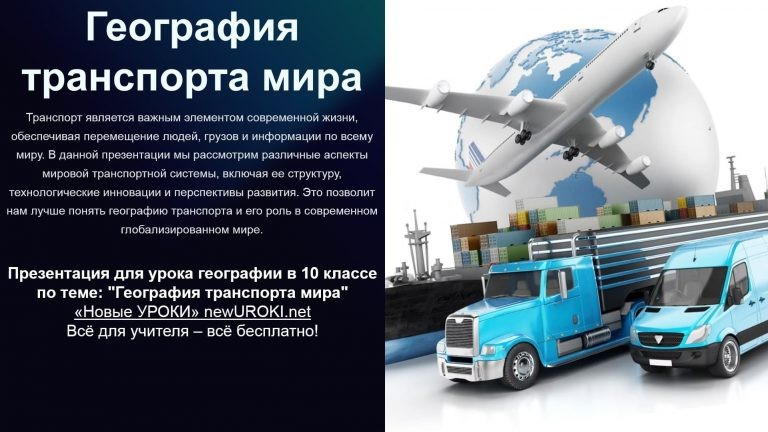 География
транспорта мира
Транспорт является важным элементом современной жизни,
обеспечивая перемещение людей, грузов и информации по всему
миру. В данной презентации мы рассмотрим различные аспекты
мировой транспортной системы, включая ее структуру,
технологические инновации и перспективы развития. Это позволит
нам лучше понять географию транспорта и его роль в современном
глобализированном мире.
Презентация для урока географии в 10 классе
по теме: "География транспорта мира"
«Новые УРОКИ» newUROKI.net
Всё для учителя – всё бесплатно!